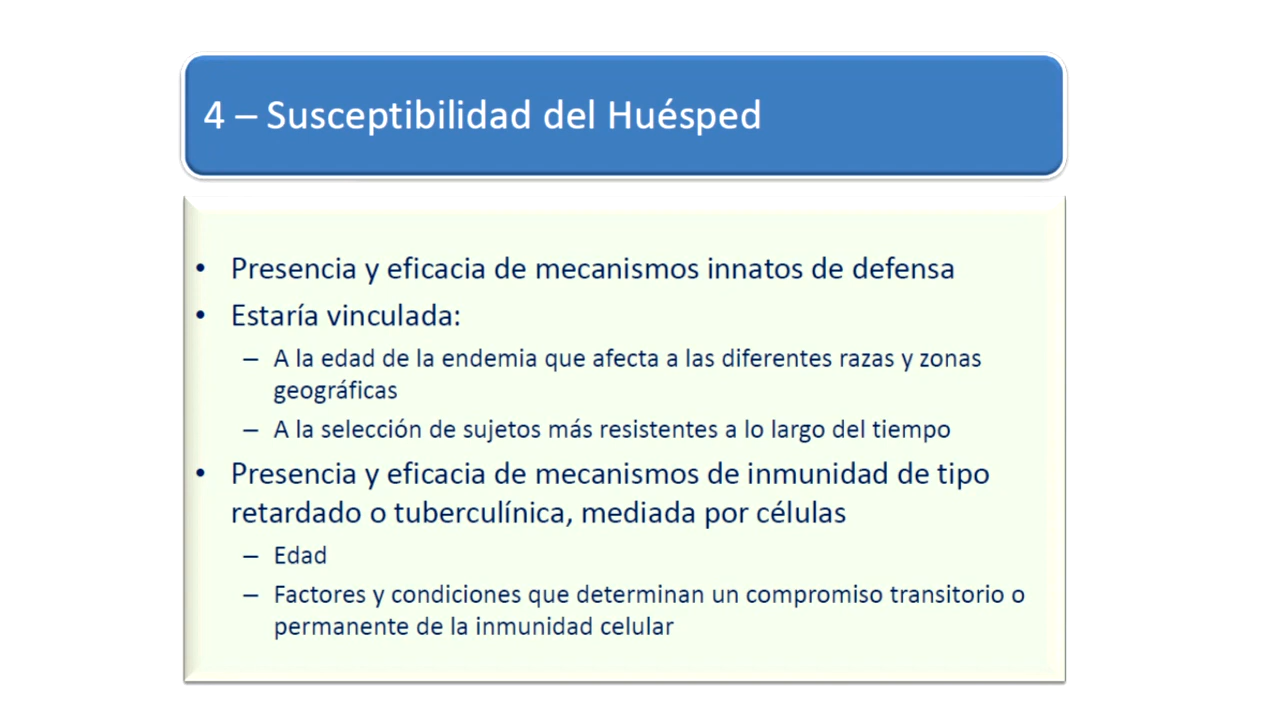 4 – Susceptibilidad del Huésped
• Presencia y eficacia de mecanismos innatos de defensa
• Estaría vinculada:
– A la edad de la endemia que afecta a las diferentes razas y zonas
geográficas
– A la selección de sujetos más resistentes a lo largo del tiempo
• Presencia y eficacia de mecanismos de inmunidad de tipo
retardado o tuberculínica, mediada por células
– Edad
– Factores y condiciones que determinan un compromiso transitorio o
permanente de la inmunidad celular